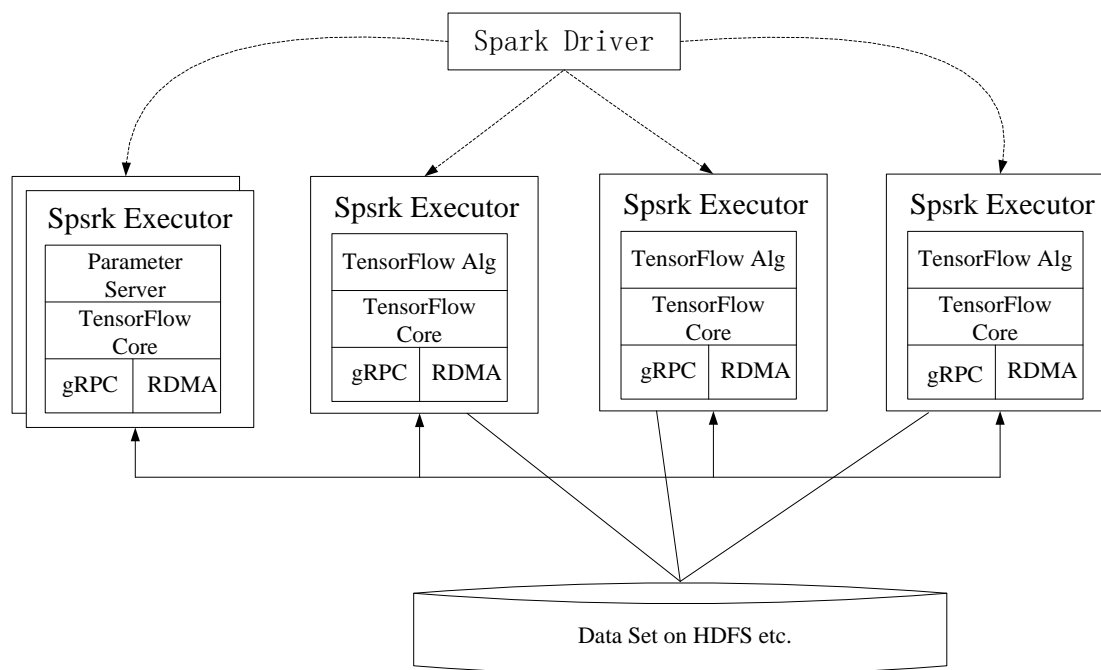 Spark Driver
Spsrk Executor
Parameter
Server
TensorFlow
Core
gRPC
RDMA
Spsrk Executor
TensorFlow Alg
TensorFlow
Core
gRPC
RDMA
Spsrk Executor
TensorFlow Alg
TensorFlow
Core
gRPC
RDMA
Spsrk Executor
TensorFlow Alg
TensorFlow
Core
gRPC
RDMA
Data Set on HDFS etc.